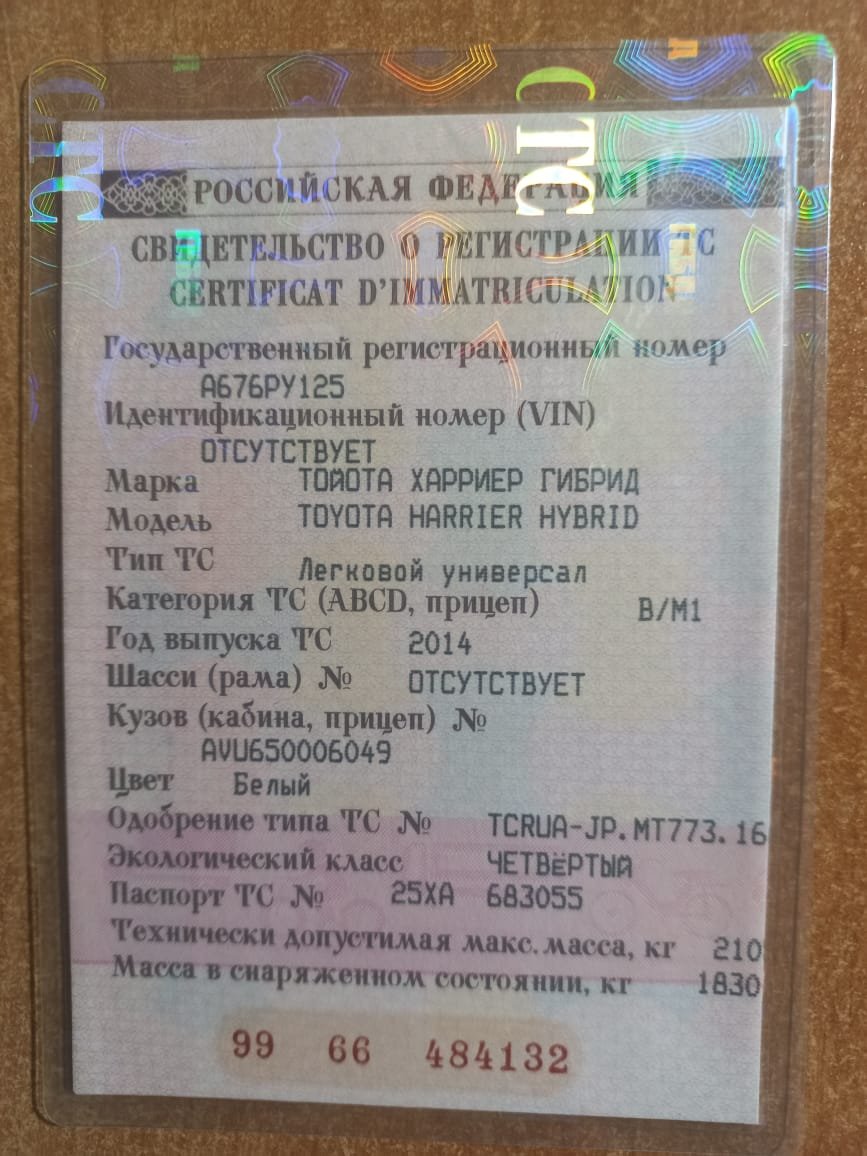 РОССИЙСКАЯ ФЕДЕРАЦИЯ
СВИДЕТЕЛЬСТВО О РЕГИСТРАЦИИ ТС
CERTIFICAT D'IMMATRICULATION
Государственный регистрационный номер
А676РУ125
Идентификационный номер (VIN)
ОТСУТСТВУЕТ
Марка ТОЙОТА ХАРРИЕР ГИБРИД
Модель TOYOTA HARRIER HYBRID
Тип ТС Легковой универсал
Категория ТС (ABCD, прицеп) B/M1
Год выпуска ТС 2014
Шасси (рама) № ОТСУТСТВУЕТ
Кузов (кабина, прицеп) №
AVU650006049
Цвет Белый
Одобрение типа ТС № TCRUA-JP.MT773.16
Экологический класс ЧЕТВЁРТЫЙ
Паспорт ТС № 25ХА 683055
Технически допустимая макс. масса, кг 210
Масса в снаряженном состоянии, кг 1830
99 66 484132
СТС
СТС